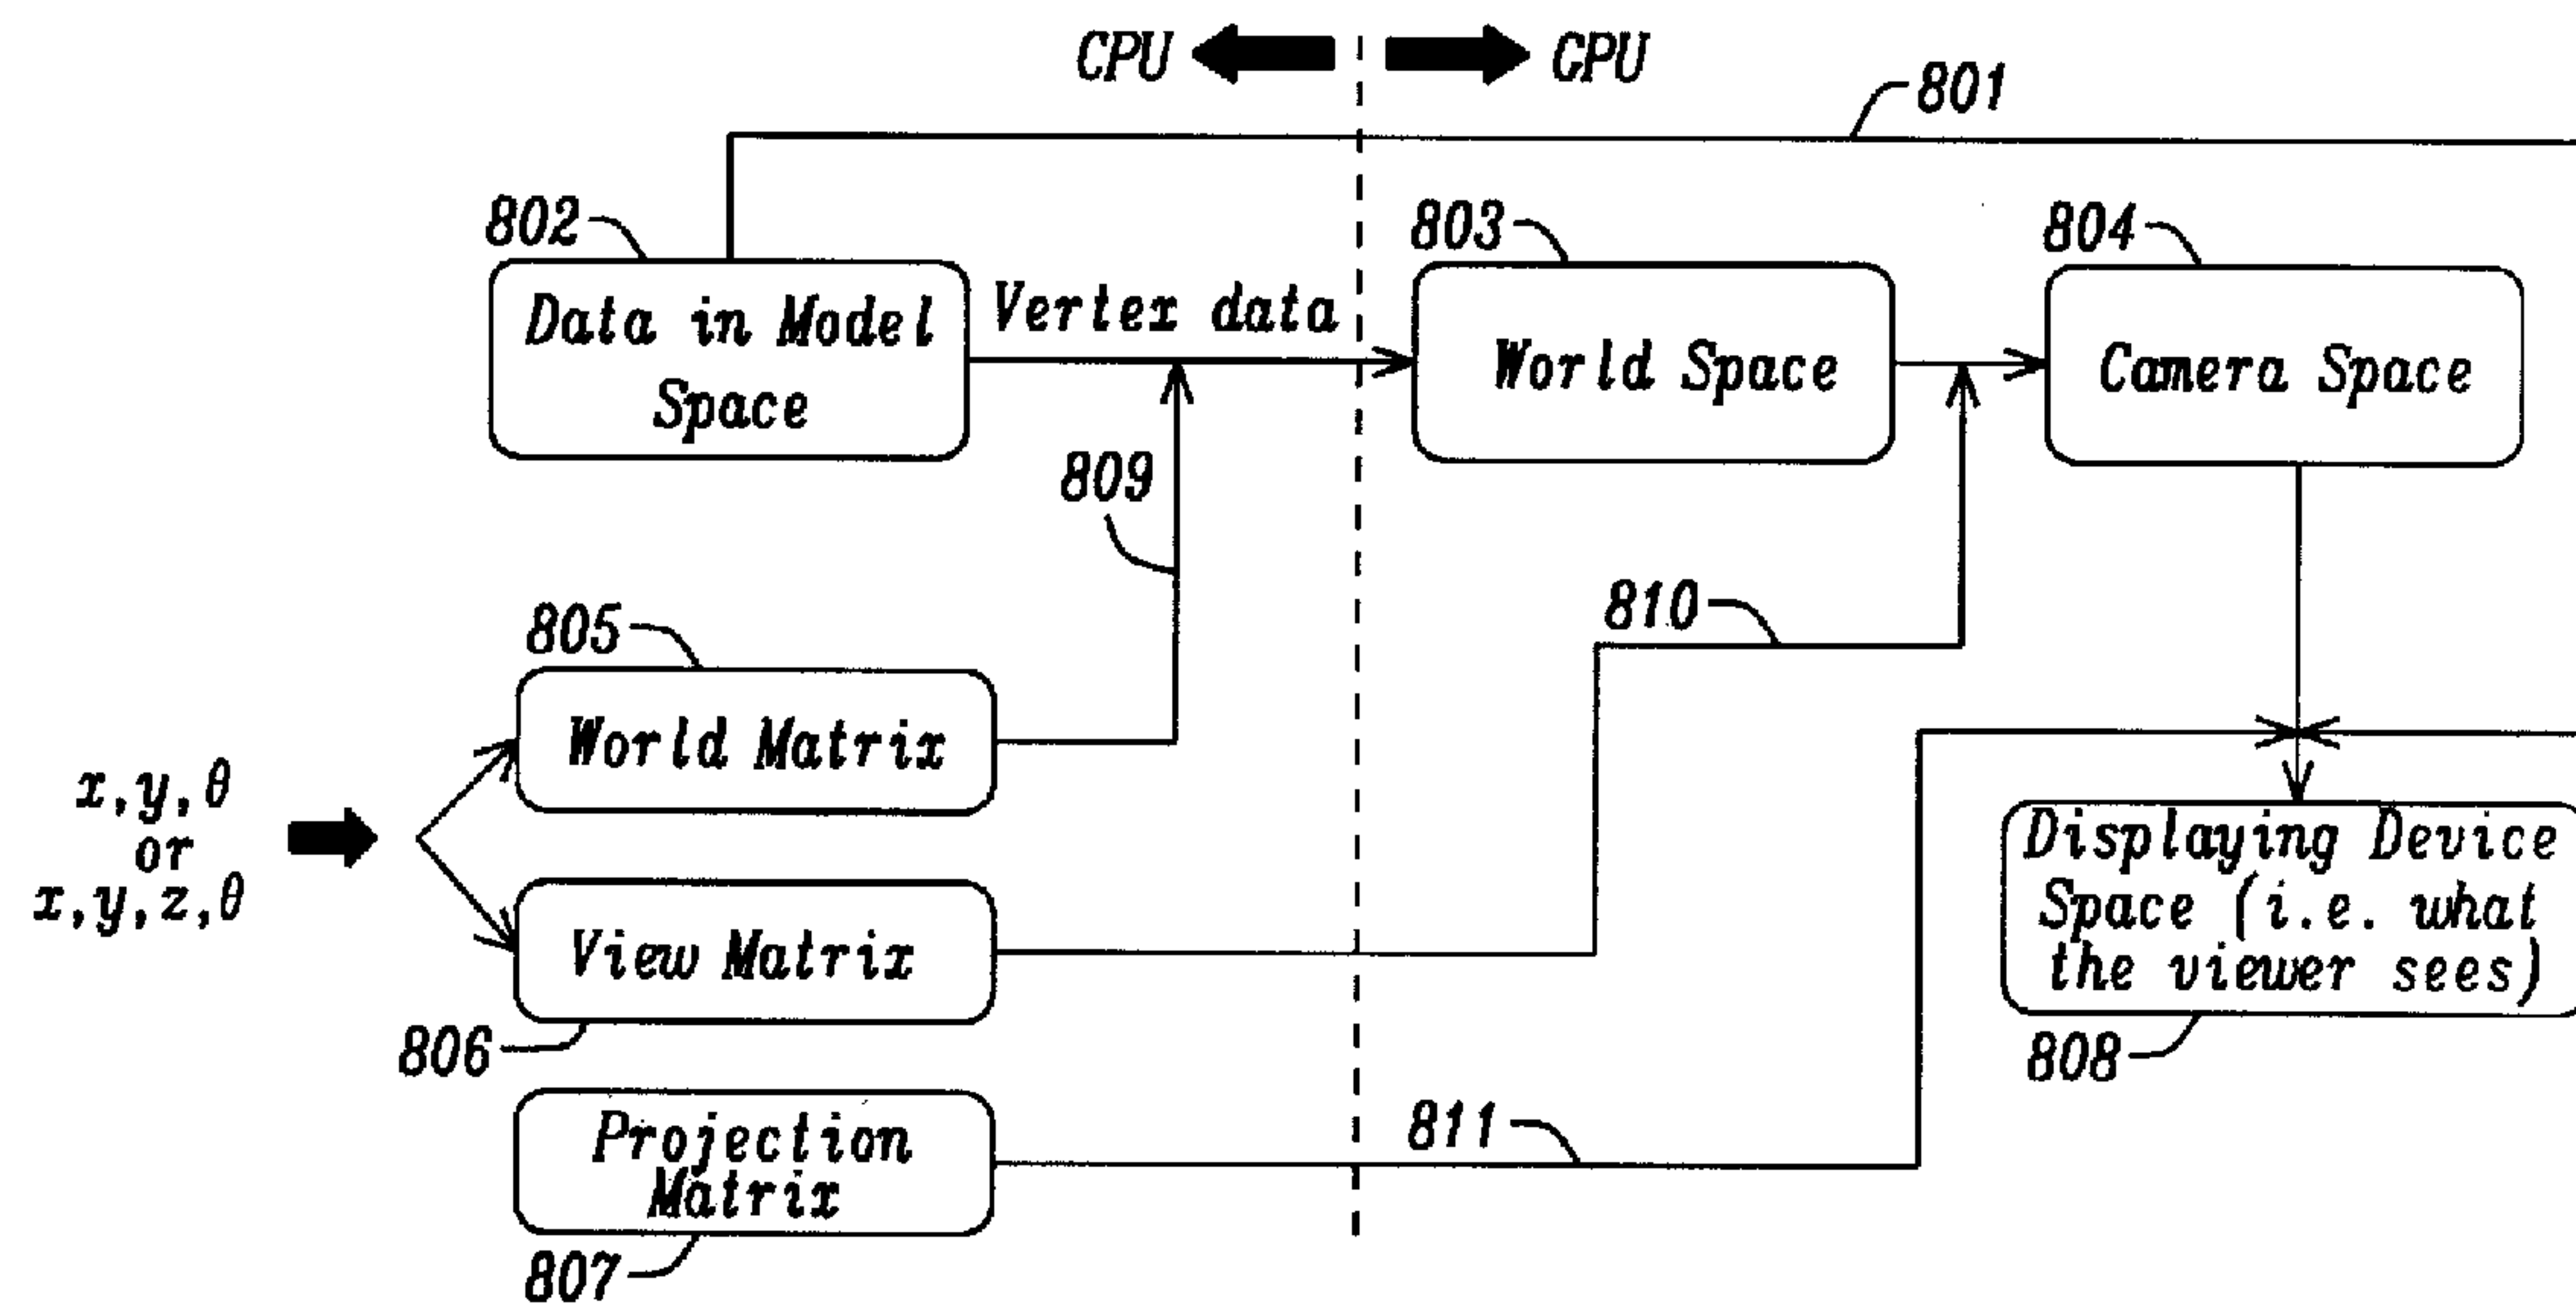 CPU
GPU
801
802
803
804
Data in Model
Space
Vertex data
World Space
Camera Space
809
805
810
World Matrix
x,y,θ
or
x,y,z,θ
Displaying Device
Space (i.e. what
the viewer sees)
View Matrix
806
808
Projection
Matrix
811
807